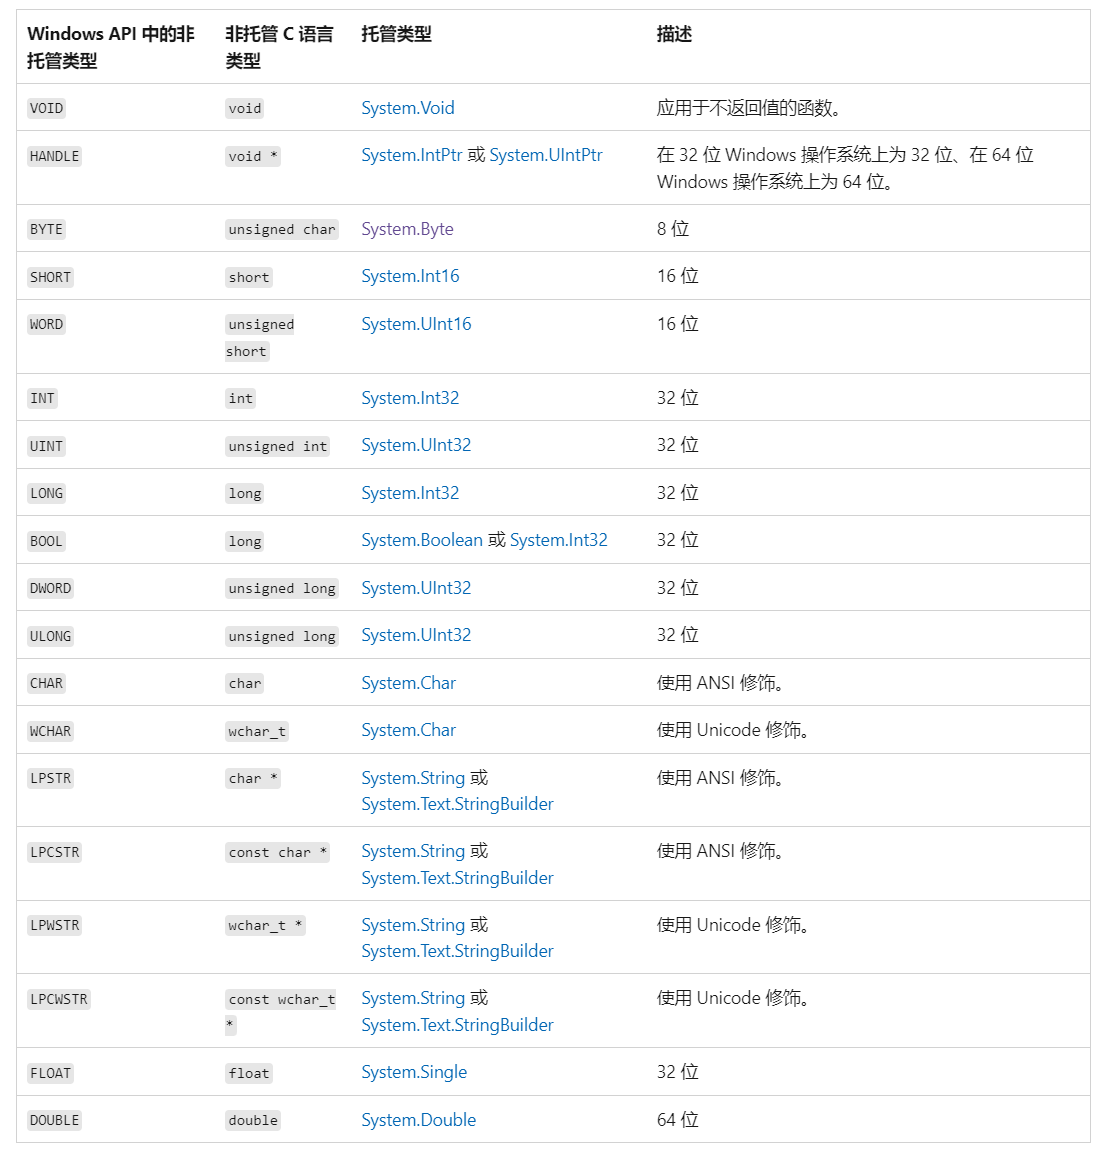 Windows API 中的非
托管类型
非托管 C 语言
类型
托管类型
描述
VOID
void
System.Void
应用于不返回值的函数。
HANDLE
void *
System.IntPtr 或 System.UIntPtr
在 32 位 Windows 操作系统上为 32 位、在 64 位
Windows 操作系统上为 64 位。
BYTE
unsigned char
System.Byte
8 位
SHORT
short
System.Int16
16 位
WORD
unsigned
short
System.UInt16
16 位
INT
int
System.Int32
32 位
UINT
unsigned int
System.UInt32
32 位
LONG
long
System.Int32
32 位
BOOL
long
System.Boolean 或 System.Int32
32 位
DWORD
unsigned long
System.UInt32
32 位
ULONG
unsigned long
System.UInt32
32 位
CHAR
char
System.Char
使用 ANSI 修饰。
WCHAR
wchar_t
System.Char
使用 Unicode 修饰。
LPSTR
char *
System.String 或
System.Text.StringBuilder
使用 ANSI 修饰。
LPCSTR
const char *
System.String 或
System.Text.StringBuilder
使用 ANSI 修饰。
LPWSTR
wchar_t *
System.String 或
System.Text.StringBuilder
使用 Unicode 修饰。
LPCWSTR
const wchar_t
*
System.String 或
System.Text.StringBuilder
使用 Unicode 修饰。
FLOAT
float
System.Single
32 位
DOUBLE
double
System.Double
64 位